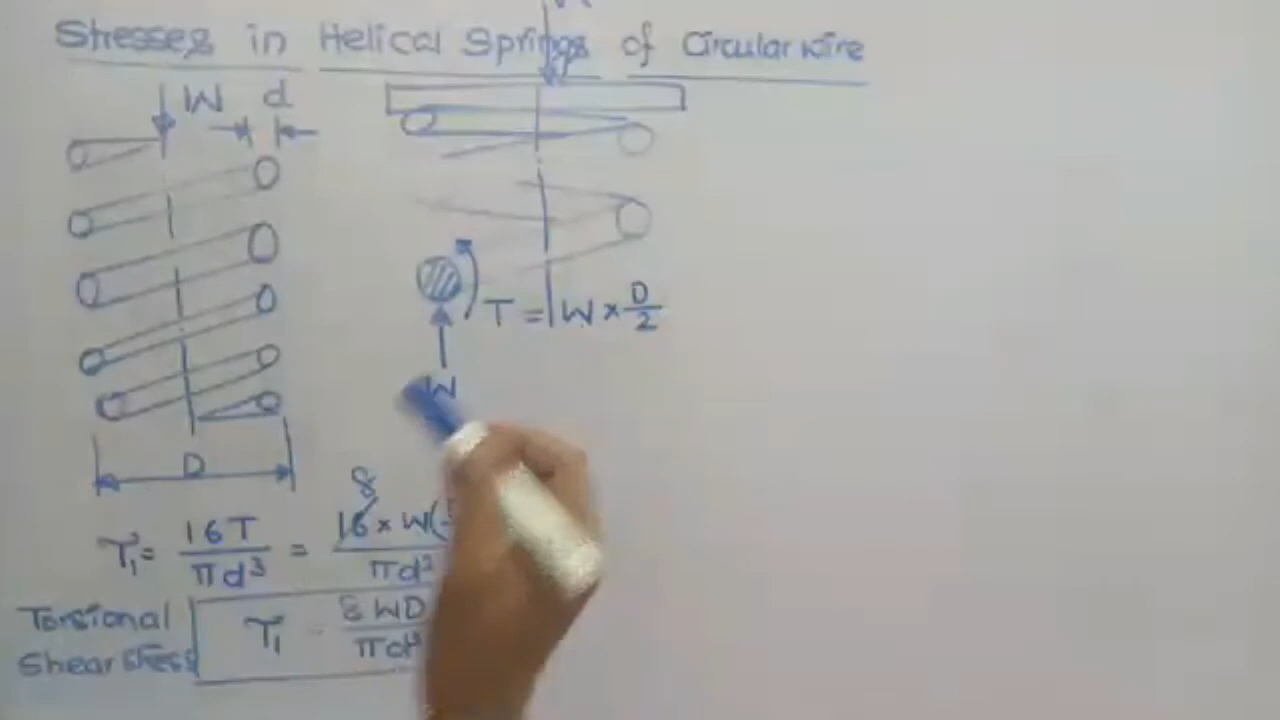 Stresses in Helical Springs of Circular wire
W d
T = W × D/2
W
D
τ₁ = 16T/πd³ = 16 × W(
8
Torsional Shear stress
τ₁ = 8WD/πd³